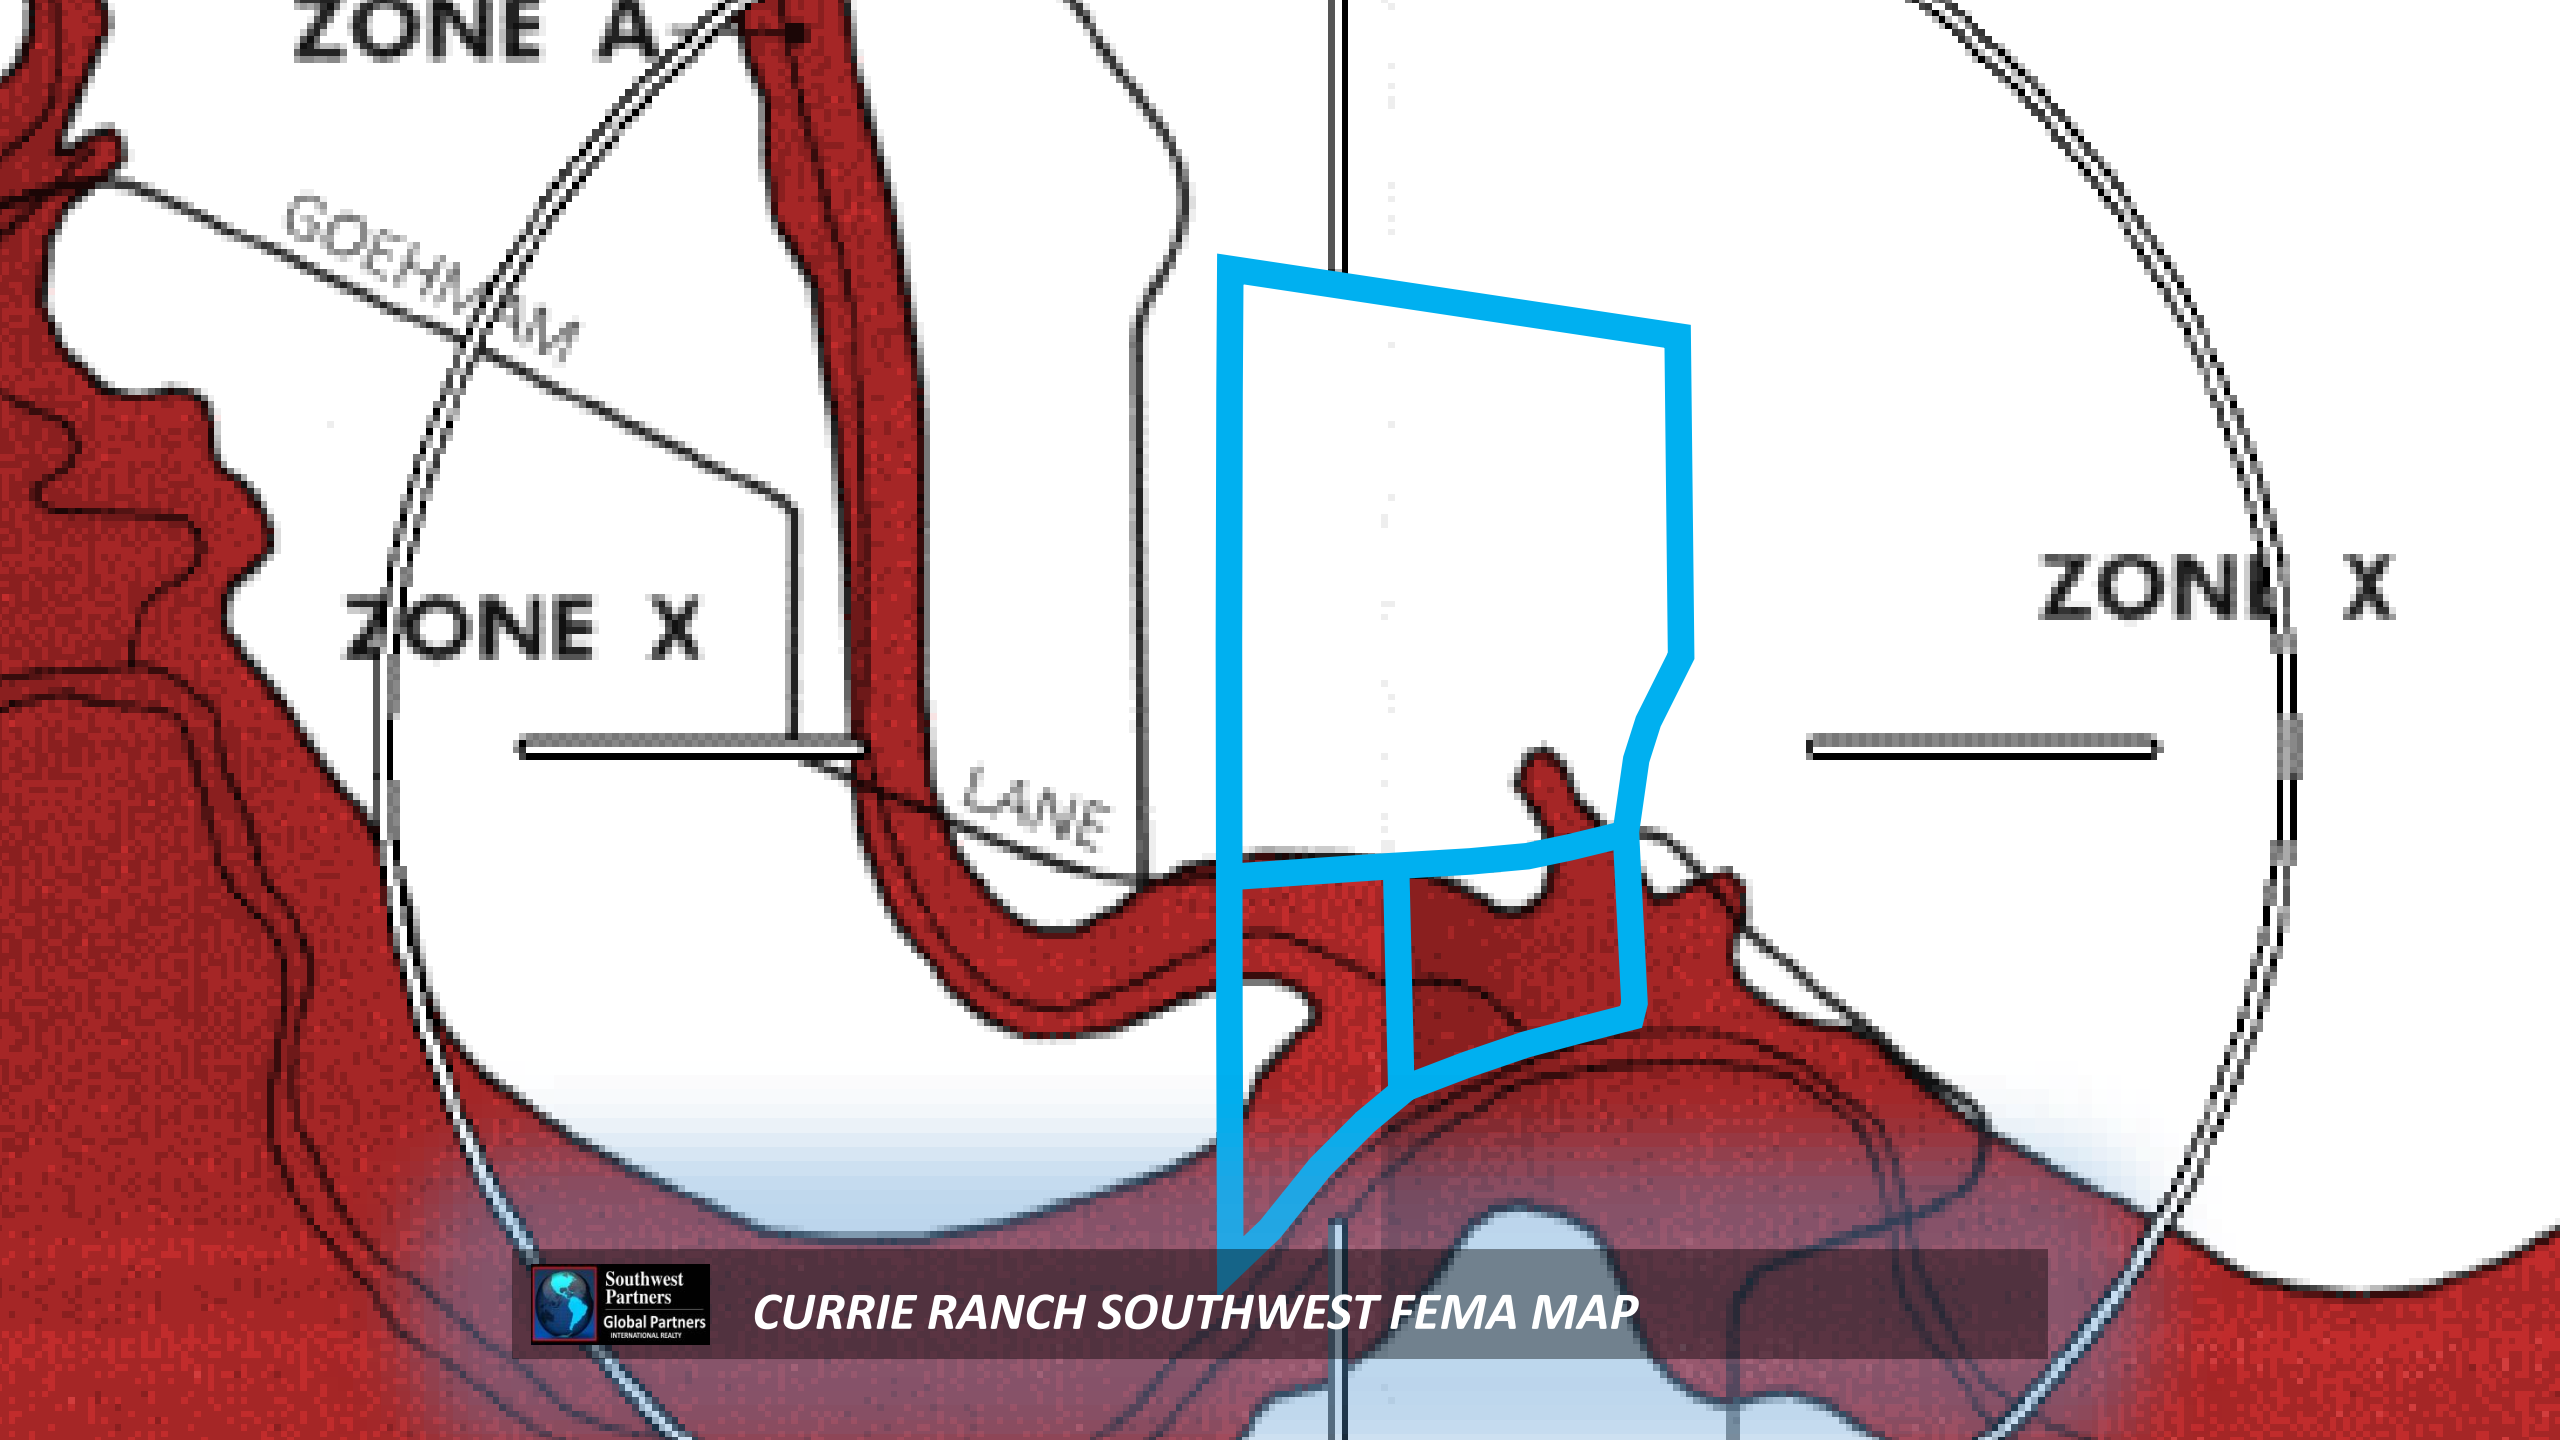 ZONE A
GOEHMAM
ZONE X
ZONE X
LANE
Southwest
Partners
Global Partners
INTERNATIONAL REALTY
CURRIE RANCH SOUTHWEST FEMA MAP